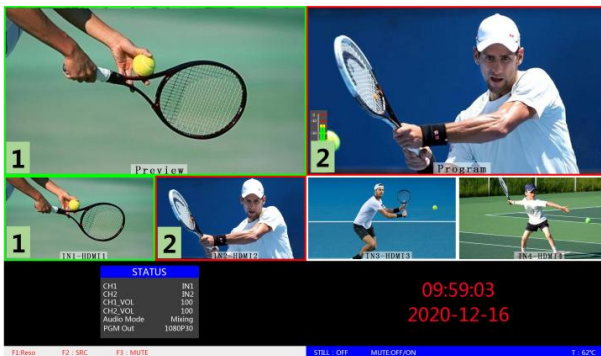 1
Preview
2
Program
1
IN1-HDMI1
2
IN2-HDMI2
IN3-HDMI3
IN4-HDMI4
STATUS
CH1 IN1
CH2 IN2
CH1_VOL 100
CH2_VOL 100
Audio Mode Mixing
PGM Out 1080P30
09:59:03
2020-12-16
F1:Reso F2 : SRC F3 : MUTE STILL : OFF MUTE:OFF/ON T : 62℃